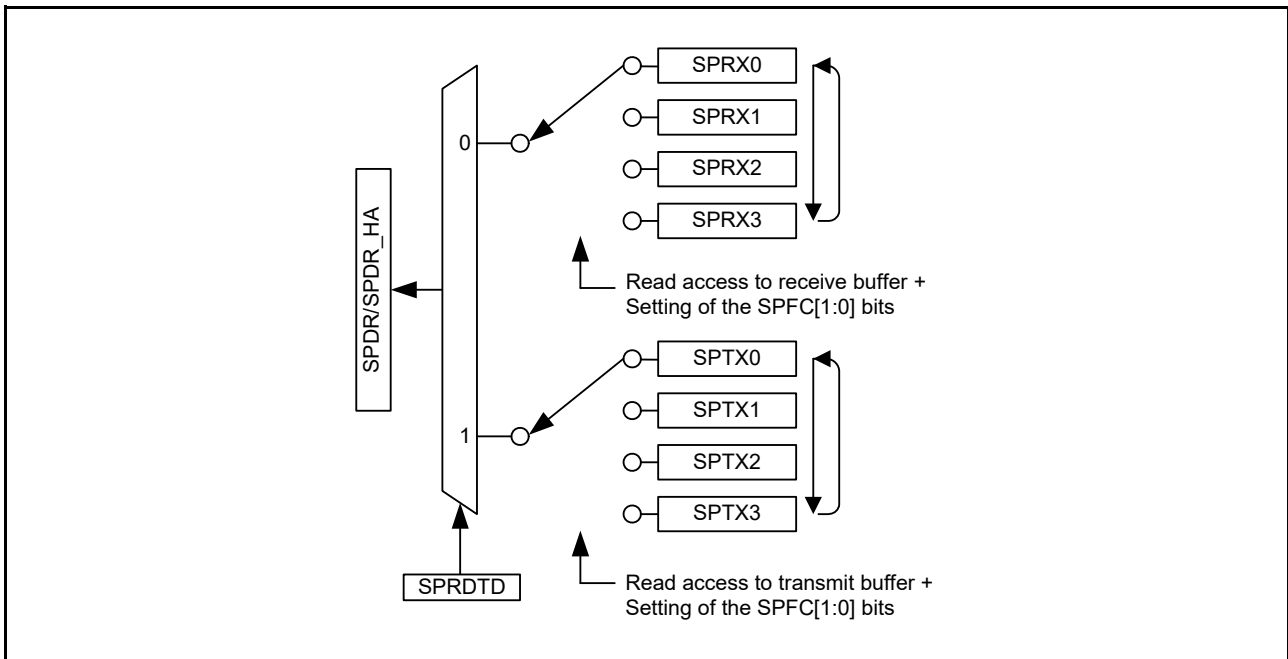 SPRX0
SPRX1
0
SPRX2
SPRX3
SPDR/SPDR_HA
Read access to receive buffer +
Setting of the SPFC[1:0] bits
SPTX0
SPTX1
1
SPTX2
SPTX3
SPRDTD
Read access to transmit buffer +
Setting of the SPFC[1:0] bits